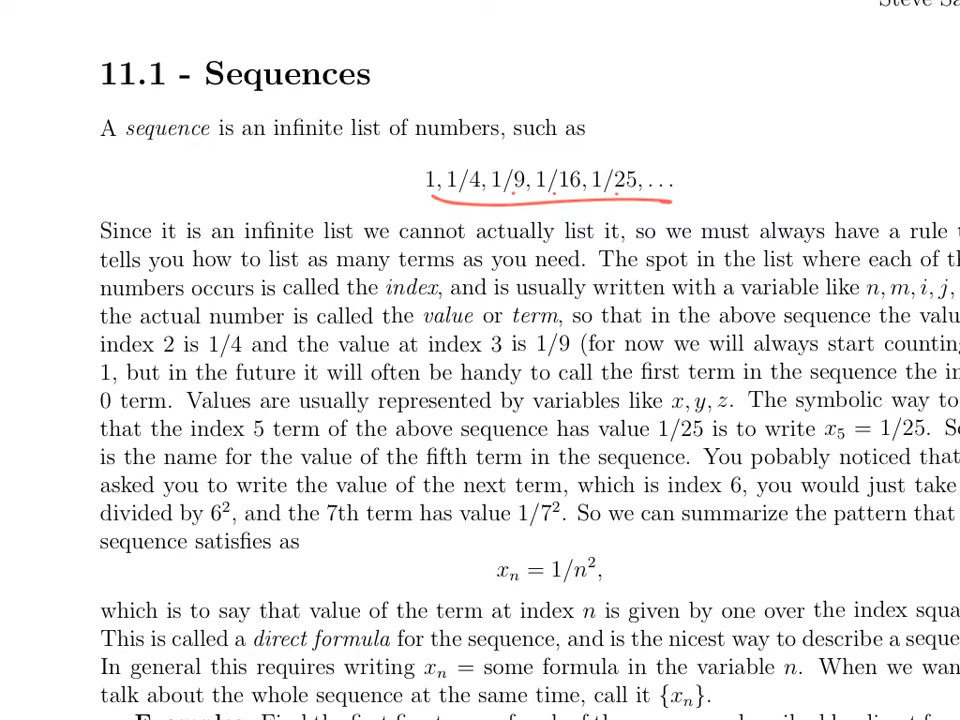 11.1 - Sequences
A sequence is an infinite list of numbers, such as
1, 1/4, 1/9, 1/16, 1/25, . . .
Since it is an infinite list we cannot actually list it, so we must always have a rule
tells you how to list as many terms as you need. The spot in the list where each of
numbers occurs is called the index, and is usually written with a variable like n, m, i, j,
the actual number is called the value or term, so that in the above sequence the
index 2 is 1/4 and the value at index 3 is 1/9 (for now we will always start
1, but in the future it will often be handy to call the first term in the sequence the
0 term. Values are usually represented by variables like x, y, z. The symbolic way to
that the index 5 term of the above sequence has value 1/25 is to write x₅ = 1/25.
is the name for the value of the fifth term in the sequence. You pobably noticed that
asked you to write the value of the next term, which is index 6, you would just take
divided by 6², and the 7th term has value 1/7². So we can summarize the pattern that
sequence satisfies as
xₙ = 1/n²,
which is to say that value of the term at index n is given by one over the index
This is called a direct formula for the sequence, and is the nicest way to describe a
In general this requires writing xₙ = some formula in the variable n. When we
talk about the whole sequence at the same time, call it {xₙ}.